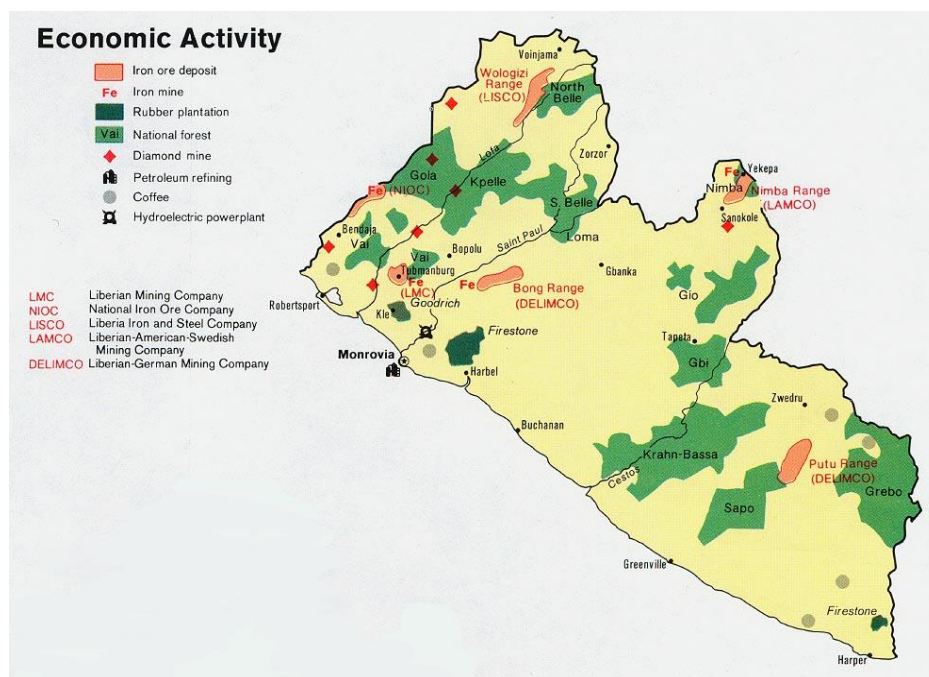 Economic Activity
Iron ore deposit
Fe Iron mine
Rubber plantation
Vai National forest
Diamond mine
Petroleum refining
Coffee
Hydroelectric powerplant
LMC Liberian Mining Company
NIOC National Iron Ore Company
LISCO Liberia Iron and Steel Company
LAMCO Liberian-American-Swedish
Mining Company
DELIMCO Liberian-German Mining Company
Voinjama
Wologizi
Range
(LISCO)
North
Belle
Zorzor
Lofa
Gola
Kpelle
Fe (NIOC)
S. Belle
Loma
Saint Paul
Bendaja
Vai
Bopolu
Vai
Tubmanburg
Fe
(LMC)
Fe
Bong Range
(DELIMCO)
Goodrich
Kle
Robertsport
Firestone
Monrovia
Harbel
Buchanan
Gbanka
Fe
Yekepa
Nimba
Nimba Range
(LAMCO)
Sanokole
Gio
Tapeta
Gbi
Zwedru
Krahn-Bassa
Cestos
Putu Range
(DELIMCO)
Grebo
Sapo
Greenville
Firestone
Harper